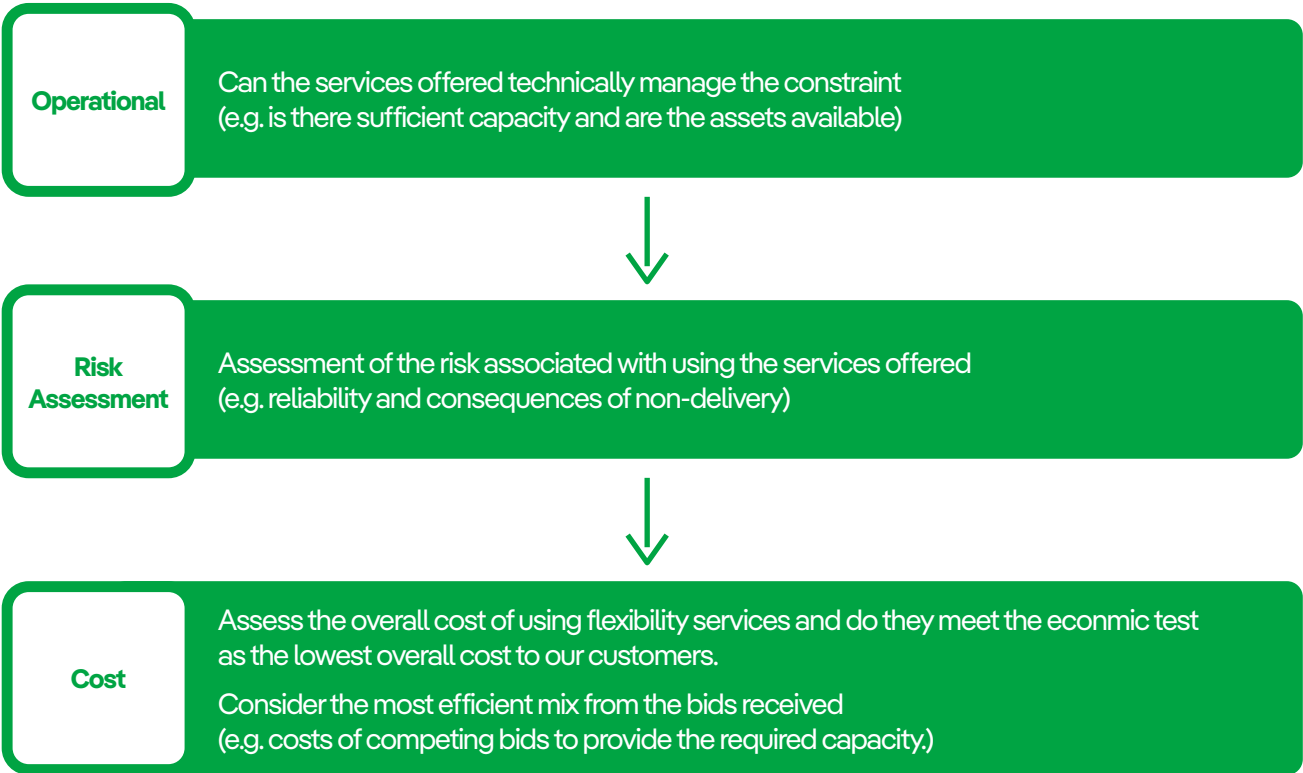 Operational
Can the services offered technically manage the constraint
(e.g. is there sufficient capacity and are the assets available)
Risk
Assessment
Assessment of the risk associated with using the services offered
(e.g. reliability and consequences of non-delivery)
Cost
Assess the overall cost of using flexibility services and do they meet the econmic test
as the lowest overall cost to our customers.
Consider the most efficient mix from the bids received
(e.g. costs of competing bids to provide the required capacity.)